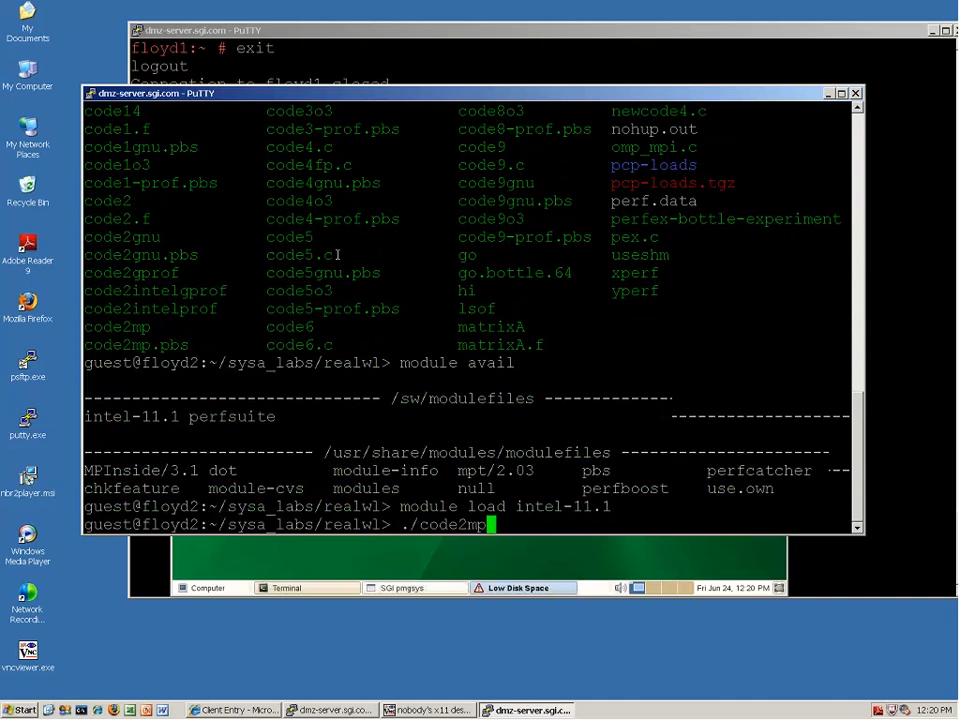 My Documents
My Computer
My Network Places
Recycle Bin
Adobe Reader 9
Mozilla Firefox
psftp.exe
putty.exe
nbr2player.msi
Windows Media Player
Network Recordi...
vncviewer.exe
dmz-server.sgi.com - PuTTY
floyd1:~ # exit
logout
Connection to floyd1 closed
dmz-server.sgi.com - PuTTY
code14 code3o3 code8o3 newcode4.c
code1.f code3-prof.pbs code8-prof.pbs nohup.out
code1gnu.pbs code4.c code9 omp_mpi.c
code1o3 code4fp.c code9.c pcp-loads
code1-prof.pbs code4gnu.pbs code9gnu pcp-loads.tgz
code2 code4o3 code9gnu.pbs perf.data
code2.f code4-prof.pbs code9o3 perfex-bottle-experiment
code2gnu code5 code9-prof.pbs pex.c
code2gnu.pbs code5.c go useshm
code2gprof code5gnu.pbs go.bottle.64 xperf
code2intelgprof code5o3 hi yperf
code2intelprof code5-prof.pbs lsof
code2mp code6 matrixA
code2mp.pbs code6.c matrixA.f
guest@floyd2:~/sysa_labs/realwl> module avail
------------------------------- /sw/modulefiles -------------
intel-11.1 perfsuite -------------------
----------------------- /usr/share/modules/modulefiles --------------------
MPInside/3.1 dot module-info mpt/2.03 pbs perfcatcher --
chkfeature module-cvs modules null perfboost use.own
guest@floyd2:~/sysa_labs/realwl> module load intel-11.1
guest@floyd2:~/sysa_labs/realwl> ./code2mp
Computer Terminal SGI pmgsys Low Disk Space Fri Jun 24, 12:20 PM
Start Client Entry - Micro... dmz-server.sgi.co... nobody's x11 des... dmz-server.sgi.c... 12:20 PM